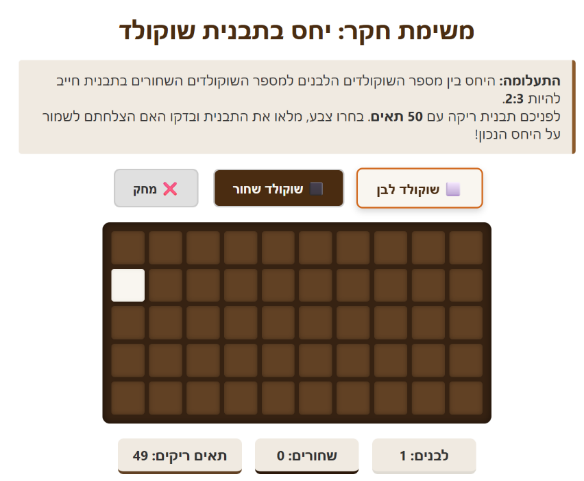 משימת חקר: יחס בתבנית שוקולד
התעלומה: היחס בין מספר השוקולדים הלבנים למספר השוקולדים השחורים בתבנית חייב
להיות 2:3.
לפניכם תבנית ריקה עם 50 תאים. בחרו צבע, מלאו את התבנית ובדקו האם הצלחתם לשמור
על היחס הנכון!
שוקולד לבן
שוקולד שחור
מחק
לבנים: 1
שחורים: 0
תאים ריקים: 49